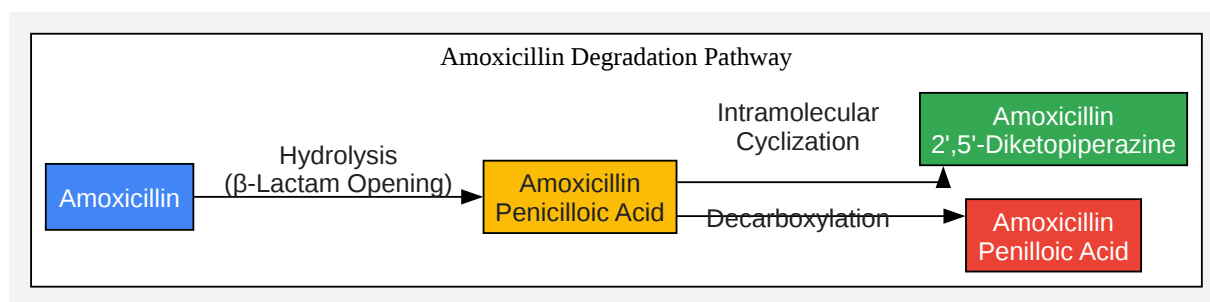 Amoxicillin Degradation Pathway
Amoxicillin
Hydrolysis
(β-Lactam Opening)
Amoxicillin
Penicilloic Acid
Intramolecular
Cyclization
Amoxicillin
2',5'-Diketopiperazine
Decarboxylation
Amoxicillin
Penilloic Acid